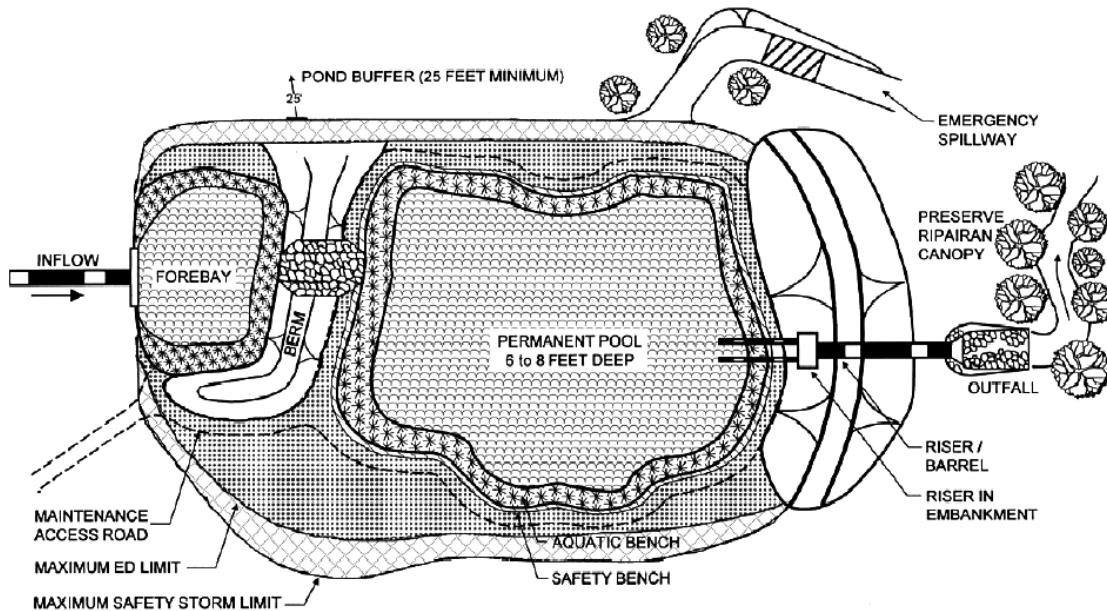 POND BUFFER (25 FEET MINIMUM)
25'
EMERGENCY
SPILLWAY
PRESERVE
RIPAIRAN
CANOPY
INFLOW
FOREBAY
BERM
PERMANENT POOL
6 to 8 FEET DEEP
OUTFALL
RISER /
BARREL
RISER IN
EMBANKMENT
MAINTENANCE
ACCESS ROAD
AQUATIC BENCH
MAXIMUM ED LIMIT
SAFETY BENCH
MAXIMUM SAFETY STORM LIMIT